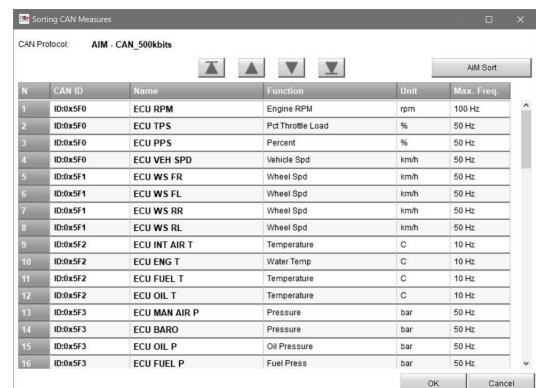 Sorting CAN Measures
CAN Protocol: AIM - CAN_500kbits
AiM Sort
N CAN ID Name Function Unit Max. Freq.
1 ID:0x5F0 ECU RPM Engine RPM rpm 100 Hz
2 ID:0x5F0 ECU TPS Pct Throttle Load % 50 Hz
3 ID:0x5F0 ECU PPS Percent % 50 Hz
4 ID:0x5F0 ECU VEH SPD Vehicle Spd km/h 50 Hz
5 ID:0x5F1 ECU WS FR Wheel Spd km/h 50 Hz
6 ID:0x5F1 ECU WS FL Wheel Spd km/h 50 Hz
7 ID:0x5F1 ECU WS RR Wheel Spd km/h 50 Hz
8 ID:0x5F1 ECU WS RL Wheel Spd km/h 50 Hz
9 ID:0x5F2 ECU INT AIR T Temperature C 10 Hz
10 ID:0x5F2 ECU ENG T Water Temp C 10 Hz
11 ID:0x5F2 ECU FUEL T Temperature C 10 Hz
12 ID:0x5F2 ECU OIL T Temperature C 10 Hz
13 ID:0x5F3 ECU MAN AIR P Pressure bar 50 Hz
14 ID:0x5F3 ECU BARO Pressure bar 50 Hz
15 ID:0x5F3 ECU OIL P Oil Pressure bar 50 Hz
16 ID:0x5F3 ECU FUEL P Fuel Press bar 50 Hz
OK Cancel